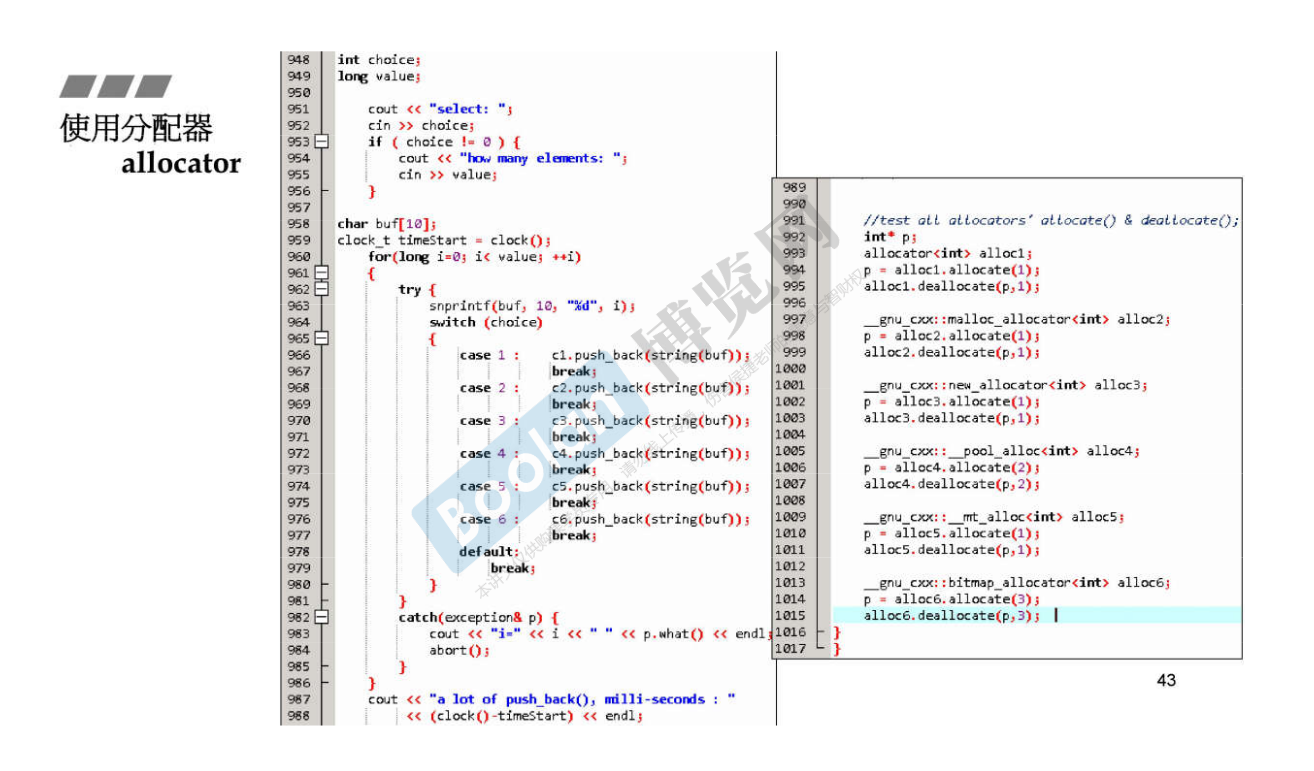 使用分配器
allocator
948 int choice;
949 long value;
950
951 cout << "select: ";
952 cin >> choice;
953 if ( choice != 0 ) {
954 cout << "how many elements: ";
955 cin >> value;
956 }
957
958 char buf[10];
959 clock_t timeStart = clock();
960 for(long i=0; i< value; ++i)
961 {
962 try {
963 snprintf(buf, 10, "%d", i);
964 switch (choice)
965 {
966 case 1 : c1.push_back(string(buf));
967 break;
968 case 2 : c2.push_back(string(buf));
969 break;
970 case 3 : c3.push_back(string(buf));
971 break;
972 case 4 : c4.push_back(string(buf));
973 break;
974 case 5 : c5.push_back(string(buf));
975 break;
976 case 6 : c6.push_back(string(buf));
977 break;
978 default:
979 break;
980 }
981 }
982 catch(exception& p) {
983 cout << "i=" << i << " " << p.what() << endl;
984 abort();
985 }
986 }
987 cout << "a lot of push_back(), milli-seconds : "
988 << (clock()-timeStart) << endl;
989
990
991 //test all allocators' allocate() & deallocate();
992 int* p;
993 allocator<int> alloc1;
994 p = alloc1.allocate(1);
995 alloc1.deallocate(p,1);
996
997 __gnu_cxx::malloc_allocator<int> alloc2;
998 p = alloc2.allocate(1);
999 alloc2.deallocate(p,1);
1000
1001 __gnu_cxx::new_allocator<int> alloc3;
1002 p = alloc3.allocate(1);
1003 alloc3.deallocate(p,1);
1004
1005 __gnu_cxx::__pool_alloc<int> alloc4;
1006 p = alloc4.allocate(2);
1007 alloc4.deallocate(p,2);
1008
1009 __gnu_cxx::__mt_alloc<int> alloc5;
1010 p = alloc5.allocate(1);
1011 alloc5.deallocate(p,1);
1012
1013 __gnu_cxx::bitmap_allocator<int> alloc6;
1014 p = alloc6.allocate(3);
1015 alloc6.deallocate(p,3);
1016 }
1017 }
Boolan 博览网
43